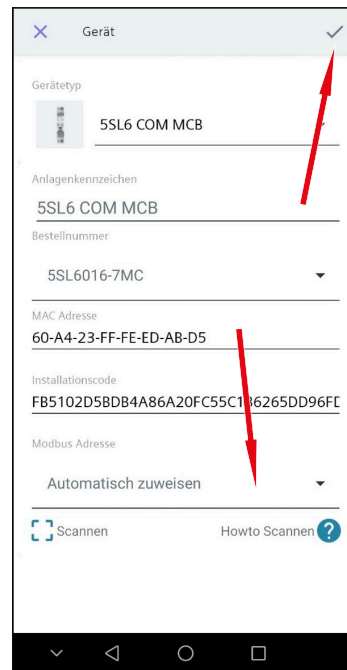 Gerät
Gerätetyp
5SL6 COM MCB
Anlagenkennzeichen
5SL6 COM MCB
Bestellnummer
5SL6016-7MC
MAC Adresse
60-A4-23-FF-FE-ED-AB-D5
Installationscode
Modbus Adresse
Automatisch zuweisen
Scannen
Howto Scannen ?